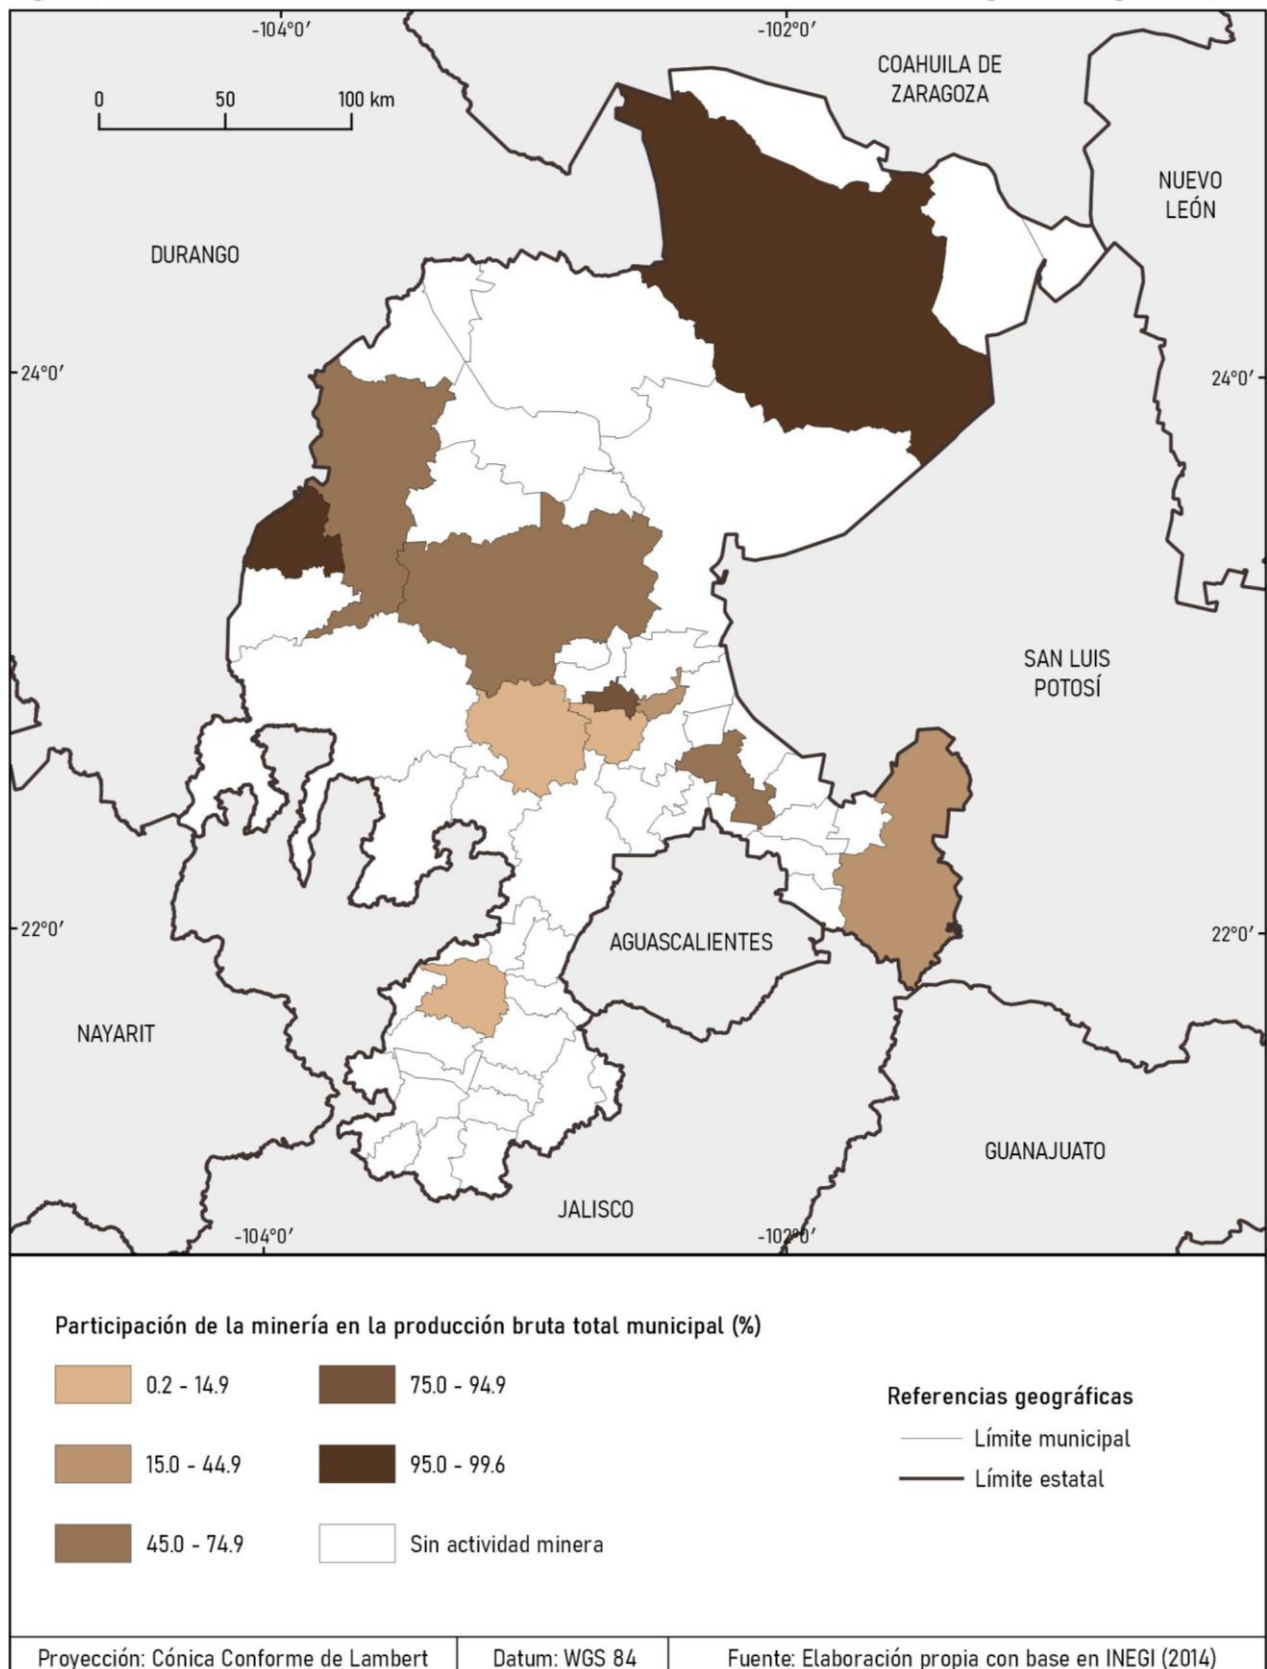 -104°0′
-102°0′
0 50 100 km
COAHUILA DE
ZARAGOZA
NUEVO
LEÓN
DURANGO
24°0′
24°0′
SAN LUIS
POTOSÍ
22°0′
22°0′
AGUASCALIENTES
NAYARIT
GUANAJUATO
JALISCO
-104°0′
-102°0′
Participación de la minería en la producción bruta total municipal (%)
0.2 - 14.9
75.0 - 94.9
15.0 - 44.9
95.0 - 99.6
45.0 - 74.9
Sin actividad minera
Referencias geográficas
Límite municipal
Límite estatal
Proyección: Cónica Conforme de Lambert
Datum: WGS 84
Fuente: Elaboración propia con base en INEGI (2014)